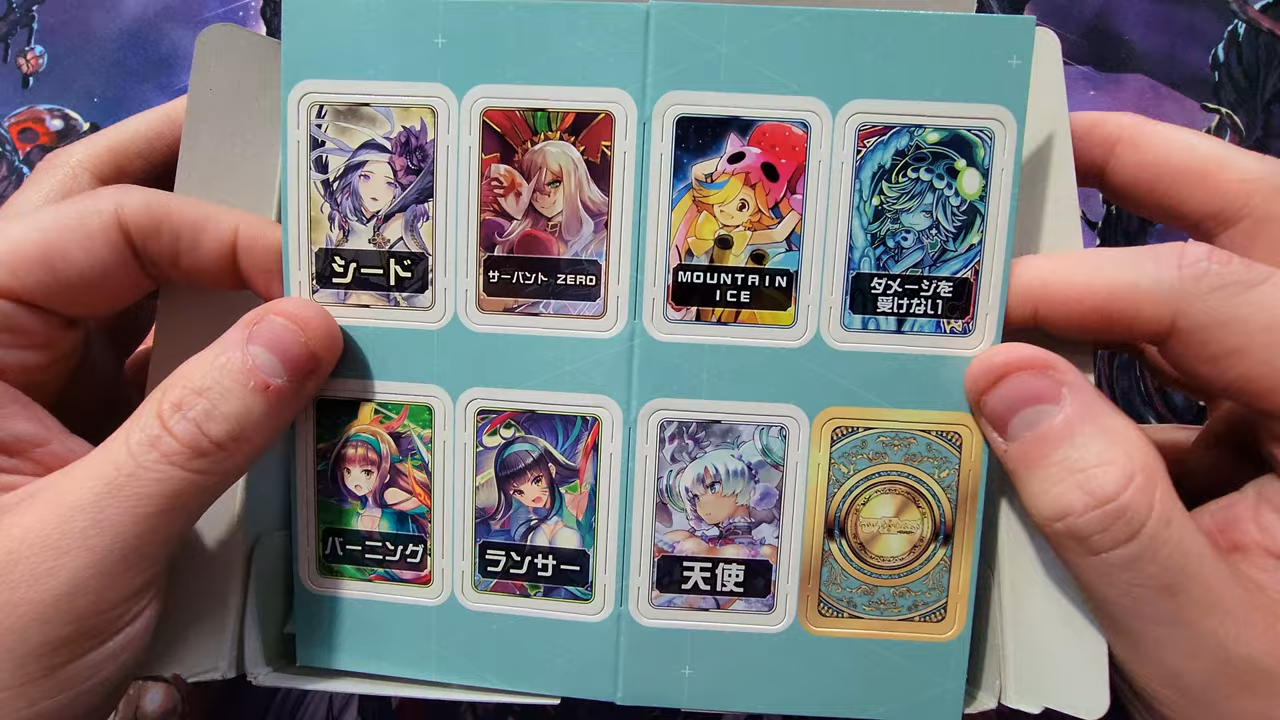 シード
サーバント ZERO
MOUNTAIN
ICE
ダメージを
受けない
バーニング
ランサー
天使